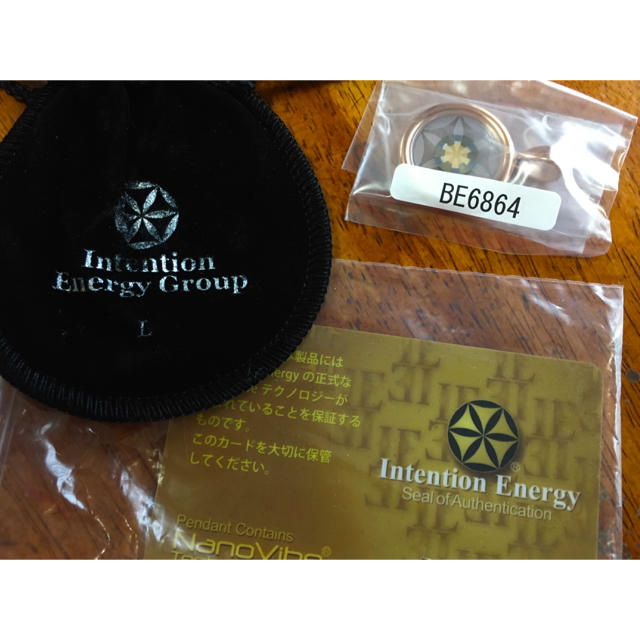 Intention
Energy Group
L
BE6864
製品には
nergy の正式な
テクノロジーが
れていることを保証する
ものです。
このカードを大切に保管
してください。
Intention Energy
®
Seal of Authentication
Pendant Contains
NanoVibe®